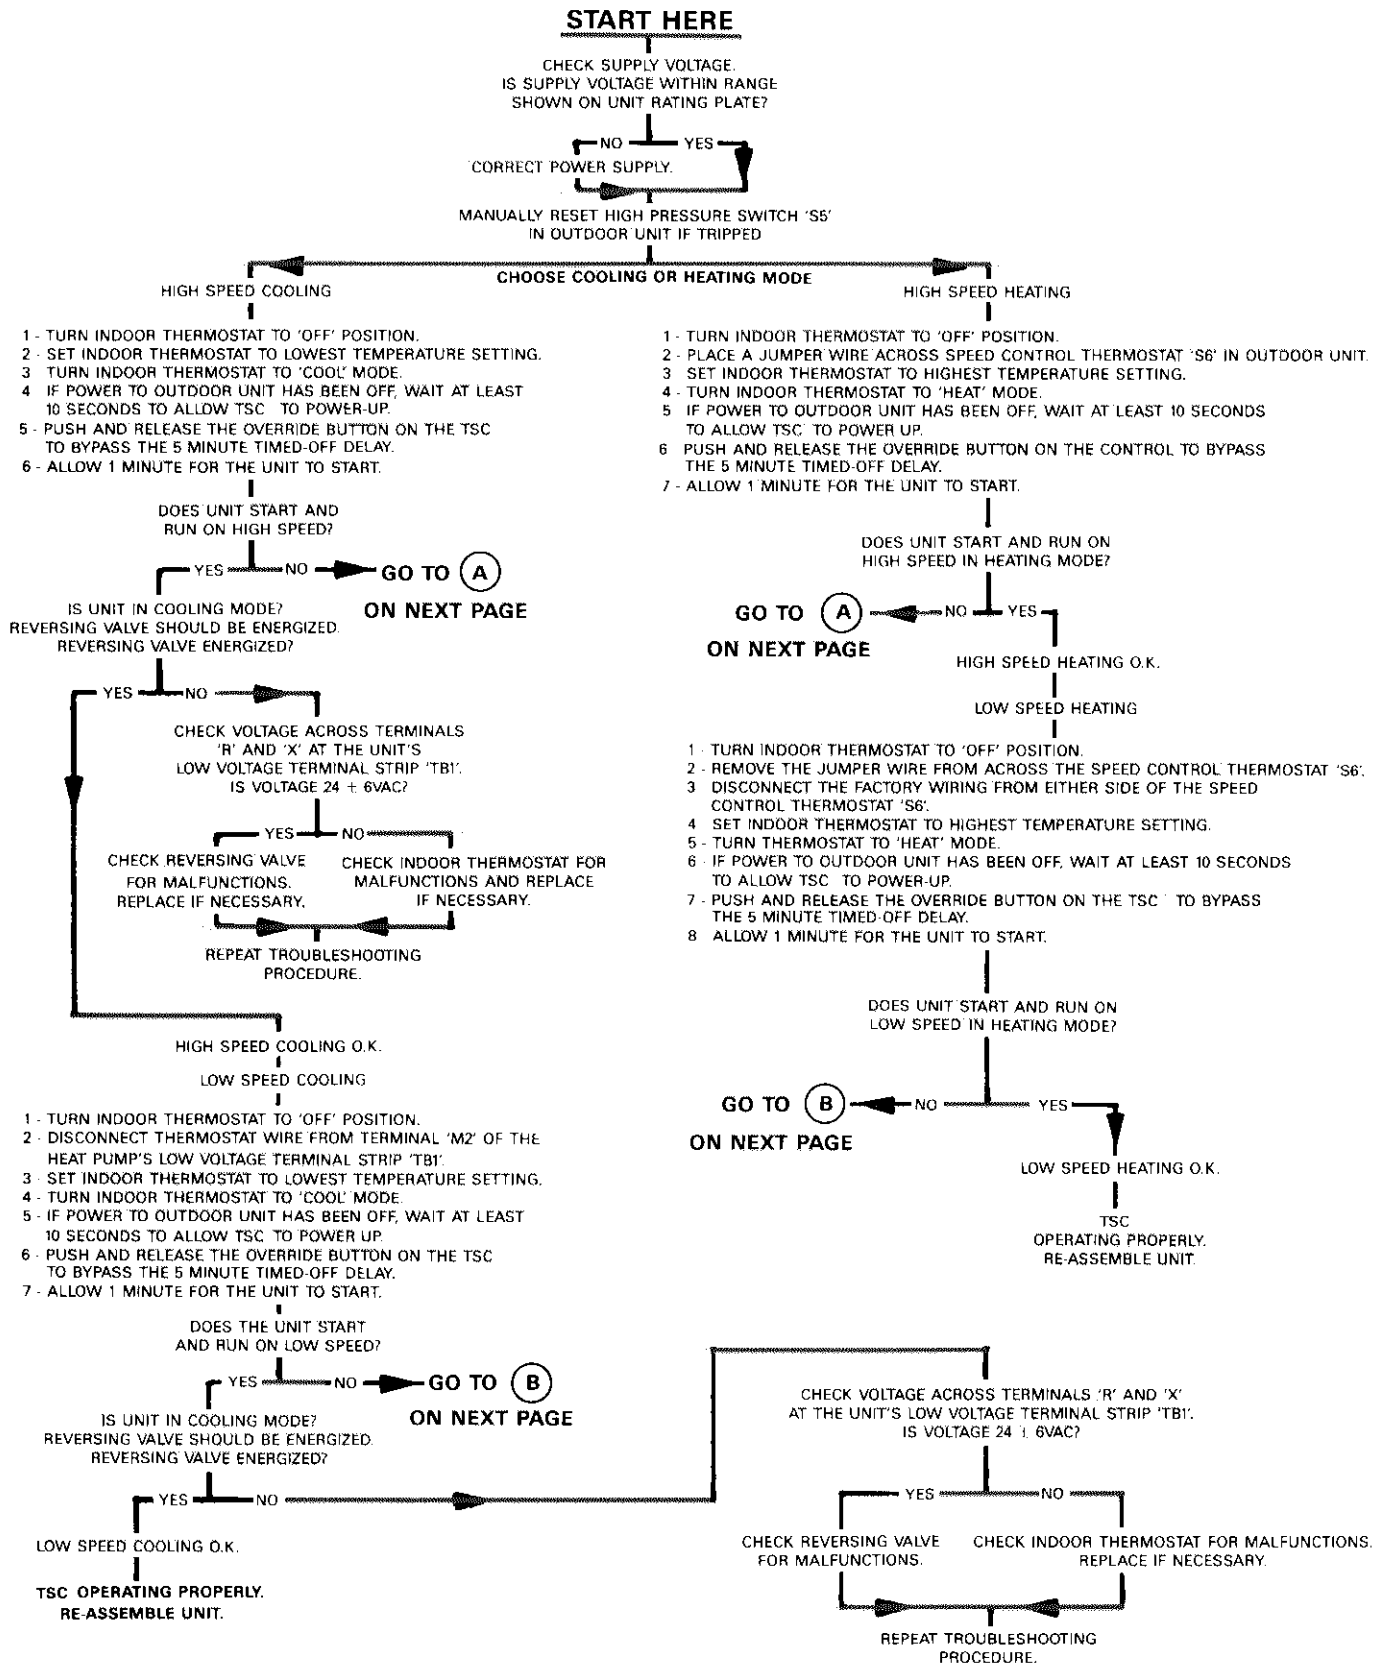 START HERE
CHECK SUPPLY VOLTAGE.
IS SUPPLY VOLTAGE WITHIN RANGE
SHOWN ON UNIT RATING PLATE?
NO YES
CORRECT POWER SUPPLY.
MANUALLY RESET HIGH PRESSURE SWITCH 'S5'
IN OUTDOOR UNIT IF TRIPPED
CHOOSE COOLING OR HEATING MODE
HIGH SPEED COOLING
1 - TURN INDOOR THERMOSTAT TO 'OFF' POSITION.
2 - SET INDOOR THERMOSTAT TO LOWEST TEMPERATURE SETTING.
3 TURN INDOOR THERMOSTAT TO 'COOL' MODE.
4 IF POWER TO OUTDOOR UNIT HAS BEEN OFF, WAIT AT LEAST
10 SECONDS TO ALLOW TSC TO POWER-UP.
5 - PUSH AND RELEASE THE OVERRIDE BUTTON ON THE TSC
TO BYPASS THE 5 MINUTE TIMED-OFF DELAY.
6 - ALLOW 1 MINUTE FOR THE UNIT TO START.
DOES UNIT START AND
RUN ON HIGH SPEED?
YES NO GO TO A
ON NEXT PAGE
IS UNIT IN COOLING MODE?
REVERSING VALVE SHOULD BE ENERGIZED.
REVERSING VALVE ENERGIZED?
YES NO
CHECK VOLTAGE ACROSS TERMINALS
'R' AND 'X' AT THE UNIT'S
LOW VOLTAGE TERMINAL STRIP 'TB1'.
IS VOLTAGE 24 ± 6VAC?
YES NO
CHECK REVERSING VALVE
FOR MALFUNCTIONS.
REPLACE IF NECESSARY.
CHECK INDOOR THERMOSTAT FOR
MALFUNCTIONS AND REPLACE
IF NECESSARY.
REPEAT TROUBLESHOOTING
PROCEDURE.
HIGH SPEED COOLING O.K.
LOW SPEED COOLING
1 - TURN INDOOR THERMOSTAT TO 'OFF' POSITION.
2 - DISCONNECT THERMOSTAT WIRE FROM TERMINAL 'M2' OF THE
HEAT PUMP'S LOW VOLTAGE TERMINAL STRIP 'TB1'.
3 - SET INDOOR THERMOSTAT TO LOWEST TEMPERATURE SETTING.
4 - TURN INDOOR THERMOSTAT TO 'COOL' MODE.
5 - IF POWER TO OUTDOOR UNIT HAS BEEN OFF, WAIT AT LEAST
10 SECONDS TO ALLOW TSC TO POWER UP.
6 - PUSH AND RELEASE THE OVERRIDE BUTTON ON THE TSC
TO BYPASS THE 5 MINUTE TIMED-OFF DELAY.
7 - ALLOW 1 MINUTE FOR THE UNIT TO START.
DOES THE UNIT START
AND RUN ON LOW SPEED?
YES NO GO TO B
ON NEXT PAGE
IS UNIT IN COOLING MODE?
REVERSING VALVE SHOULD BE ENERGIZED.
REVERSING VALVE ENERGIZED?
YES NO
LOW SPEED COOLING O.K.
TSC OPERATING PROPERLY.
RE-ASSEMBLE UNIT.
HIGH SPEED HEATING
1 - TURN INDOOR THERMOSTAT TO 'OFF' POSITION.
2 - PLACE A JUMPER WIRE ACROSS SPEED CONTROL THERMOSTAT 'S6' IN OUTDOOR UNIT.
3 SET INDOOR THERMOSTAT TO HIGHEST TEMPERATURE SETTING.
4 - TURN INDOOR THERMOSTAT TO 'HEAT' MODE.
5 IF POWER TO OUTDOOR UNIT HAS BEEN OFF, WAIT AT LEAST 10 SECONDS
TO ALLOW TSC TO POWER UP.
6 PUSH AND RELEASE THE OVERRIDE BUTTON ON THE CONTROL TO BYPASS
THE 5 MINUTE TIMED-OFF DELAY.
7 - ALLOW 1 MINUTE FOR THE UNIT TO START.
DOES UNIT START AND RUN ON
HIGH SPEED IN HEATING MODE?
GO TO A NO YES
ON NEXT PAGE
HIGH SPEED HEATING O.K.
LOW SPEED HEATING
1 - TURN INDOOR THERMOSTAT TO 'OFF' POSITION.
2 - REMOVE THE JUMPER WIRE FROM ACROSS THE SPEED CONTROL THERMOSTAT 'S6'.
3 DISCONNECT THE FACTORY WIRING FROM EITHER SIDE OF THE SPEED
CONTROL THERMOSTAT 'S6'.
4 SET INDOOR THERMOSTAT TO HIGHEST TEMPERATURE SETTING.
5 - TURN THERMOSTAT TO 'HEAT' MODE.
6 - IF POWER TO OUTDOOR UNIT HAS BEEN OFF, WAIT AT LEAST 10 SECONDS
TO ALLOW TSC TO POWER-UP.
7 - PUSH AND RELEASE THE OVERRIDE BUTTON ON THE TSC TO BYPASS
THE 5 MINUTE TIMED-OFF DELAY.
8 ALLOW 1 MINUTE FOR THE UNIT TO START.
DOES UNIT START AND RUN ON
LOW SPEED IN HEATING MODE?
GO TO B NO YES
ON NEXT PAGE
LOW SPEED HEATING O.K.
TSC
OPERATING PROPERLY.
RE-ASSEMBLE UNIT.
CHECK VOLTAGE ACROSS TERMINALS 'R' AND 'X'
AT THE UNIT'S LOW VOLTAGE TERMINAL STRIP 'TB1'.
IS VOLTAGE 24 ± 6VAC?
YES NO
CHECK REVERSING VALVE
FOR MALFUNCTIONS.
CHECK INDOOR THERMOSTAT FOR MALFUNCTIONS.
REPLACE IF NECESSARY.
REPEAT TROUBLESHOOTING
PROCEDURE.